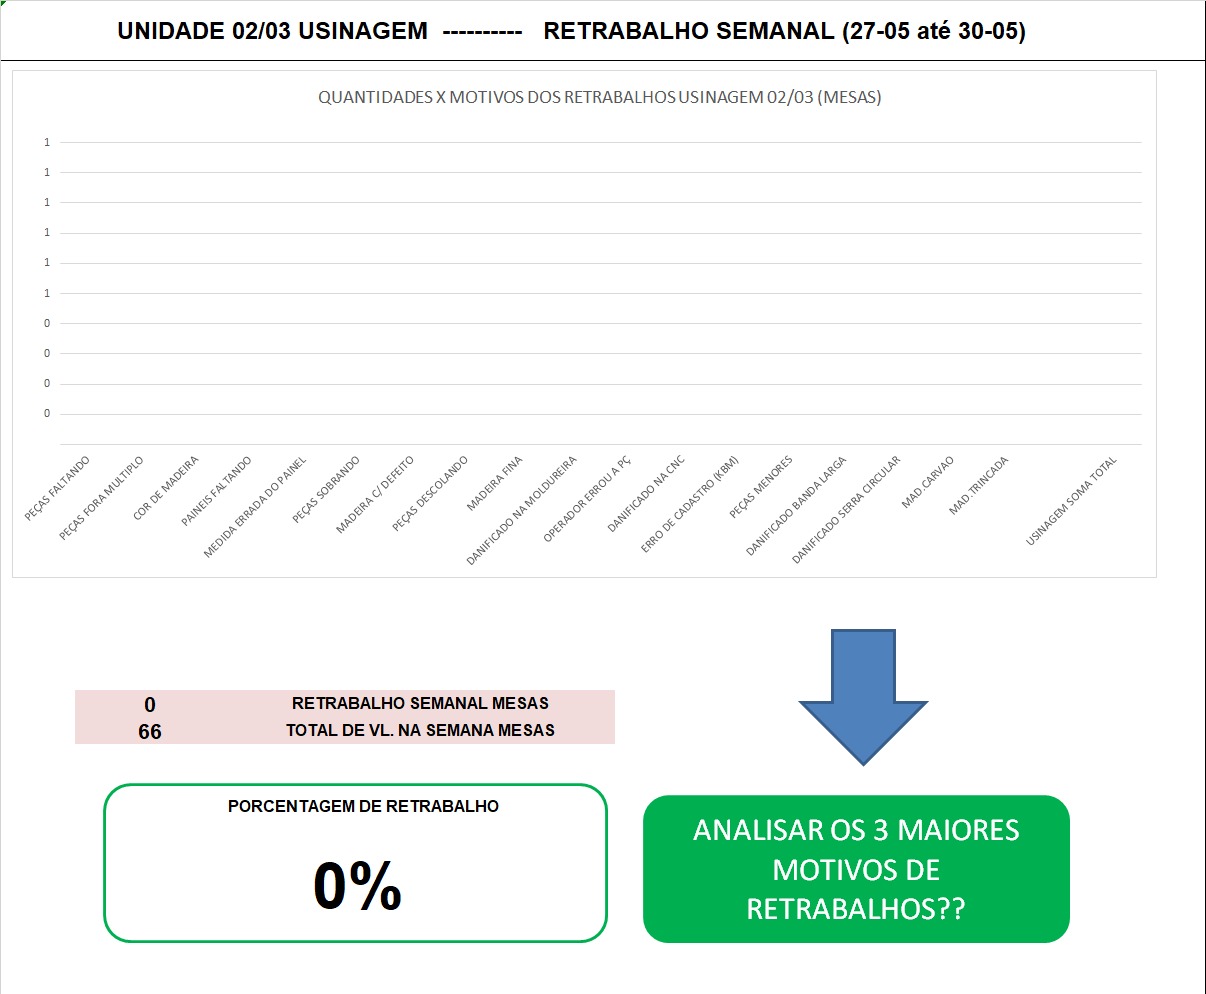 UNIDADE 02/03 USINAGEM ---------- RETRABALHO SEMANAL (27-05 até 30-05)
QUANTIDADES X MOTIVOS DOS RETRABALHOS USINAGEM 02/03 (MESAS)
1
1
1
1
1
1
0
0
0
0
PEÇAS FALTANDO
PEÇAS FORA MULTIPLO
COR DE MADEIRA
PAINEIS FALTANDO
MEDIDA ERRADA DO PAINEL
PEÇAS SOBRANDO
MADEIRA C/ DEFEITO
PEÇAS DESCOLANDO
MADEIRA FINA
DANIFICADO NA MOLDUREIRA
OPERADOR ERROU A PÇ
DANIFICADO NA CNC
ERRO DE CADASTRO (KBM)
PEÇAS MENORES
DANIFICADO BANDA LARGA
DANIFICADO SERRA CIRCULAR
MAD.CARVAO
MAD.TRINCADA
USINAGEM SOMA TOTAL
0 RETRABALHO SEMANAL MESAS
66 TOTAL DE VL. NA SEMANA MESAS
PORCENTAGEM DE RETRABALHO
0%
ANALISAR OS 3 MAIORES
MOTIVOS DE
RETRABALHOS??